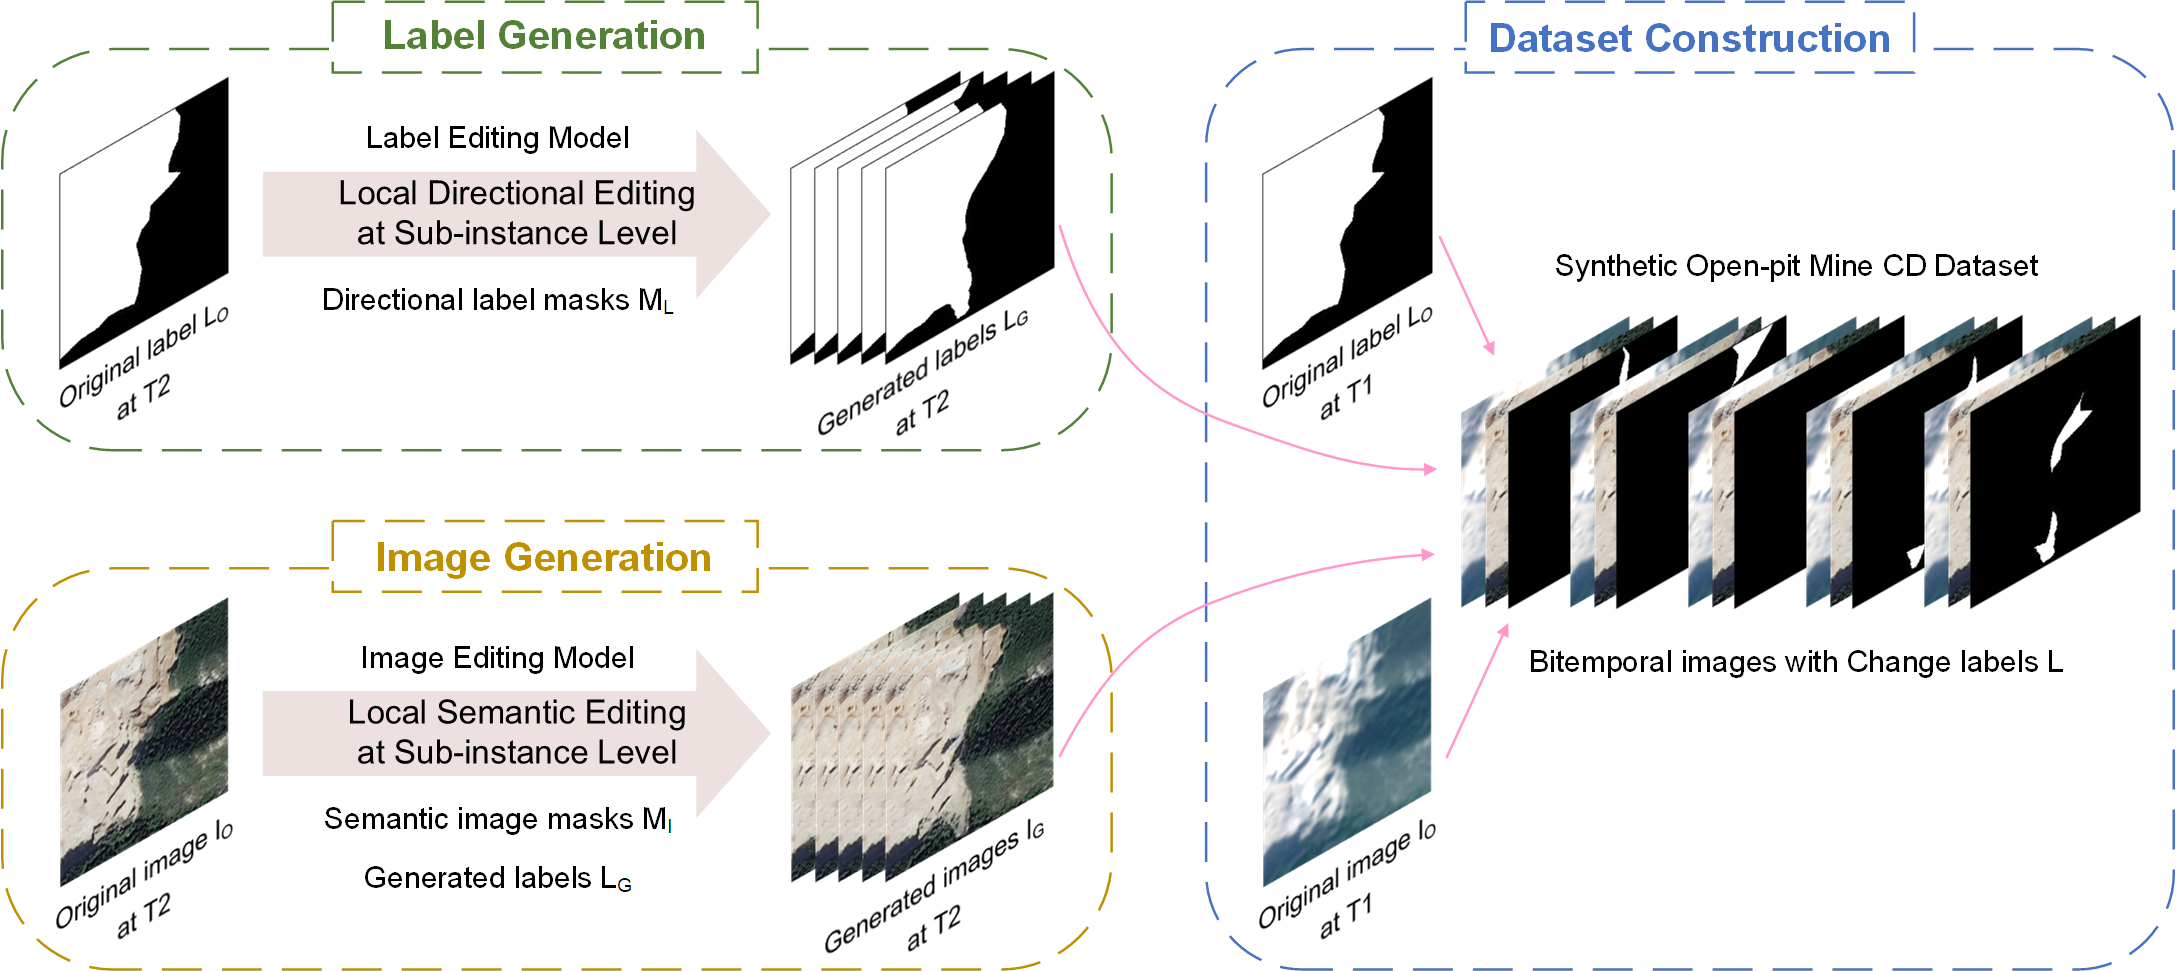 Label Generation
Label Editing Model
Local Directional Editing
at Sub-instance Level
Directional label masks M_L
Original label L_O
at T2
Generated labels L_G
at T2
Image Generation
Image Editing Model
Local Semantic Editing
at Sub-instance Level
Semantic image masks M_I
Generated labels L_G
Original image I_O
at T2
Generated images I_G
at T2
Dataset Construction
Original label L_O
at T1
Synthetic Open-pit Mine CD Dataset
Bitemporal images with Change labels L
Original image I_O
at T1